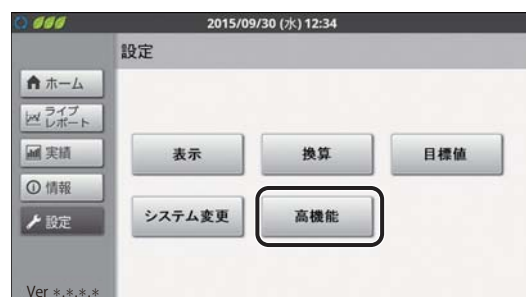 2015/09/30 (水) 12:34
設定
ホーム
ライブ
レポート
実績
情報
設定
表示
換算
目標値
システム変更
高機能
Ver *.*.*.*